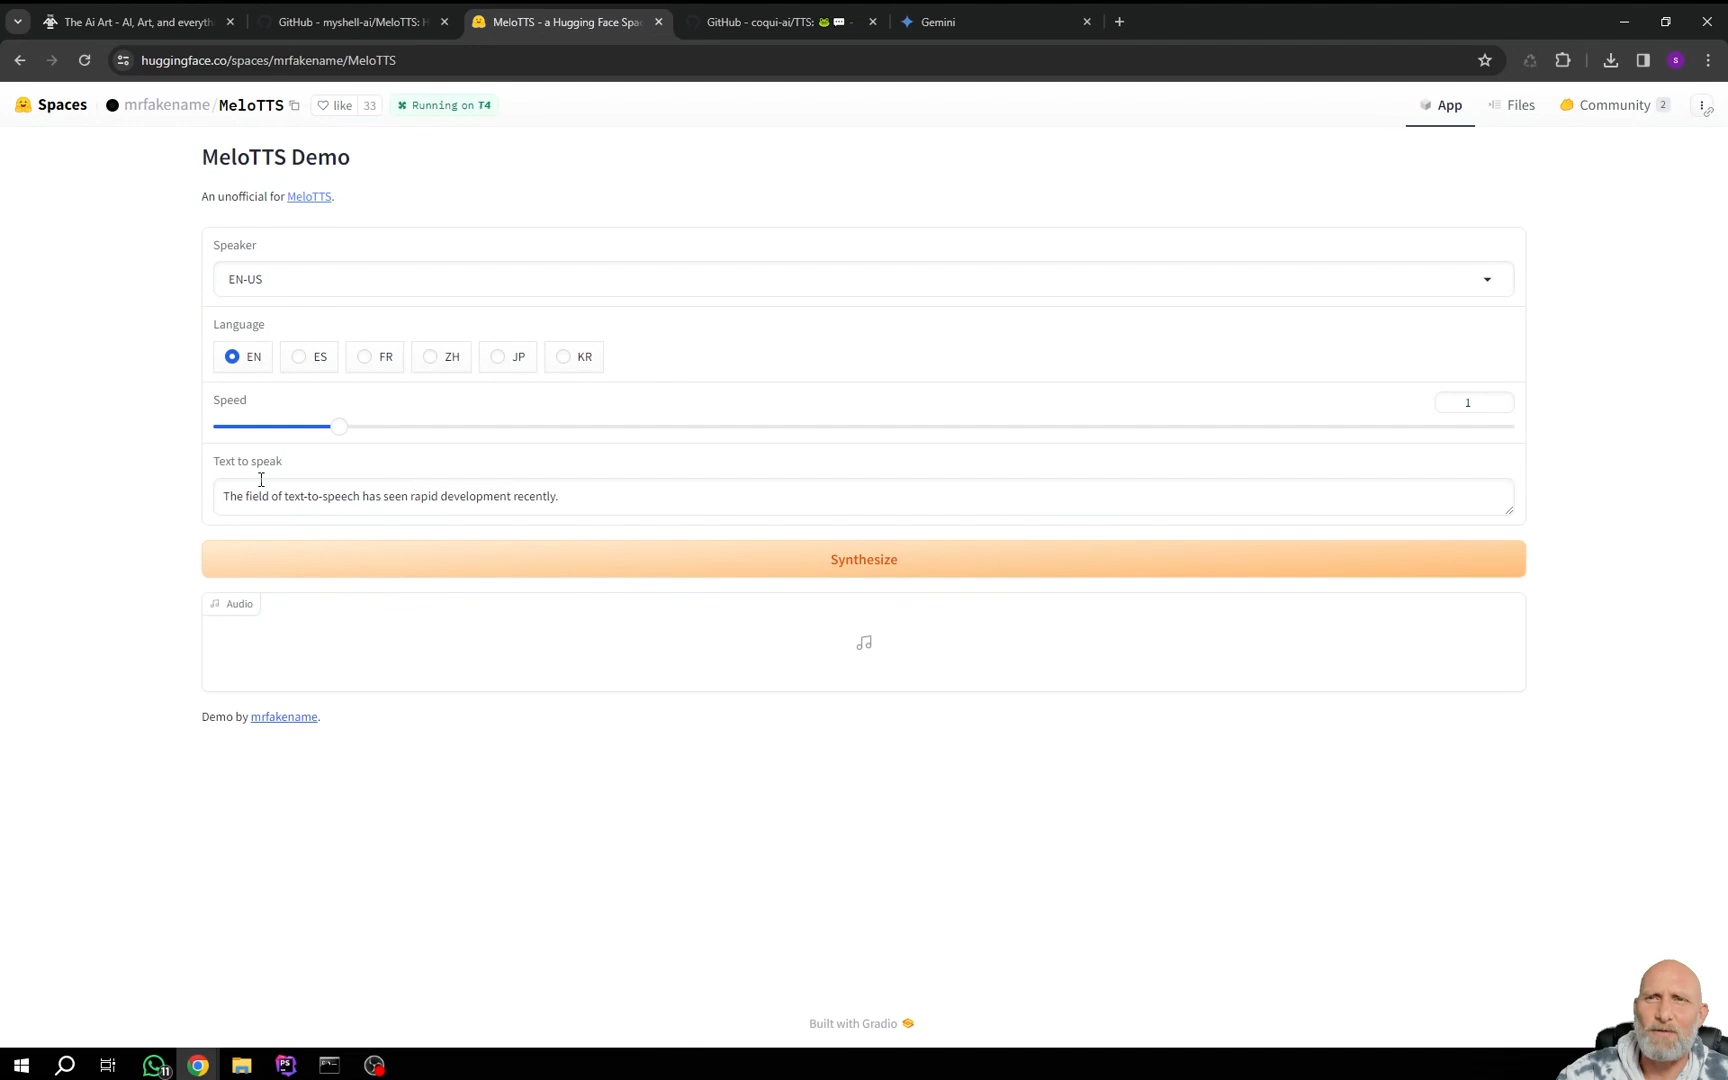 The Ai Art - AI, Art, and everyth
GitHub - myshell-ai/MeloTTS: H
MeloTTS - a Hugging Face Spac
GitHub - coqui-ai/TTS: 🐸💬 -
Gemini
huggingface.co/spaces/mrfakename/MeloTTS
S
Spaces
mrfakename/MeloTTS
like 33
Running on T4
App
Files
Community 2
MeloTTS Demo
An unofficial for MeloTTS.
Speaker
EN-US
Language
EN ES FR ZH JP KR
Speed
1
Text to speak
The field of text-to-speech has seen rapid development recently.
Synthesize
Audio
Demo by mrfakename.
Built with Gradio
11
PS